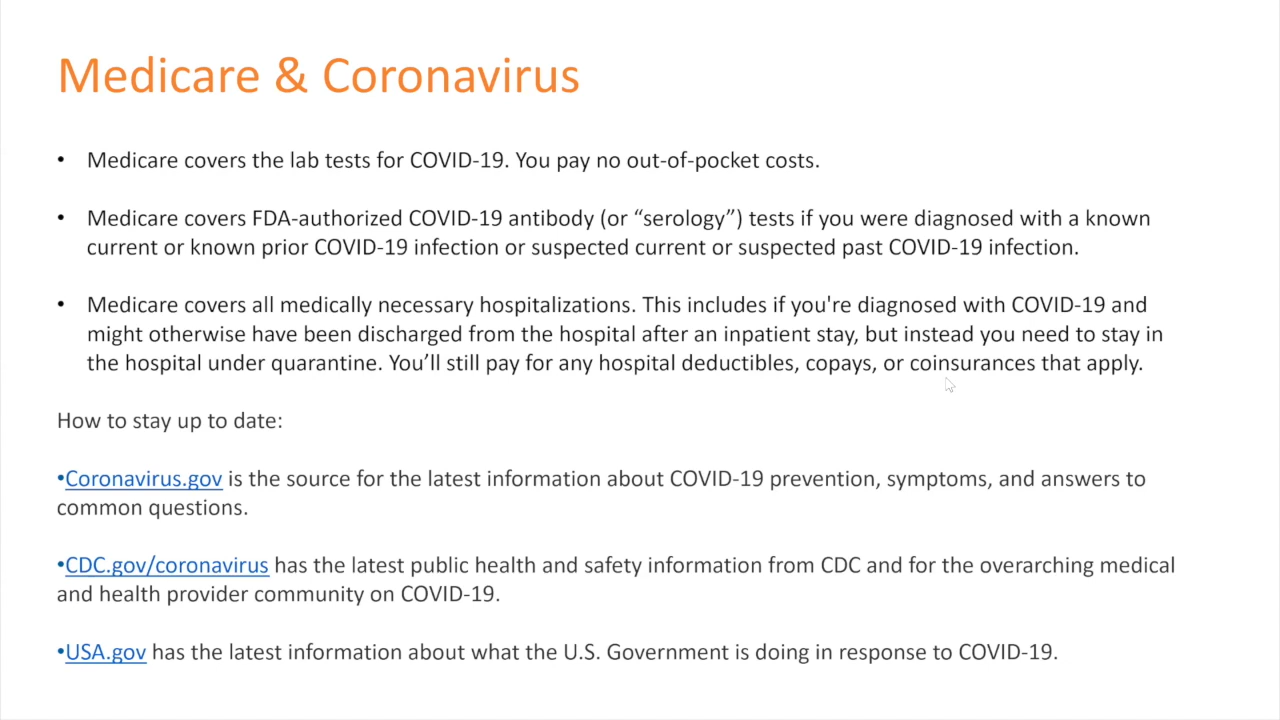 Medicare & Coronavirus
• Medicare covers the lab tests for COVID-19. You pay no out-of-pocket costs.
• Medicare covers FDA-authorized COVID-19 antibody (or “serology”) tests if you were diagnosed with a known
current or known prior COVID-19 infection or suspected current or suspected past COVID-19 infection.
• Medicare covers all medically necessary hospitalizations. This includes if you're diagnosed with COVID-19 and
might otherwise have been discharged from the hospital after an inpatient stay, but instead you need to stay in
the hospital under quarantine. You’ll still pay for any hospital deductibles, copays, or coinsurances that apply.
How to stay up to date:
•Coronavirus.gov is the source for the latest information about COVID-19 prevention, symptoms, and answers to
common questions.
•CDC.gov/coronavirus has the latest public health and safety information from CDC and for the overarching medical
and health provider community on COVID-19.
•USA.gov has the latest information about what the U.S. Government is doing in response to COVID-19.